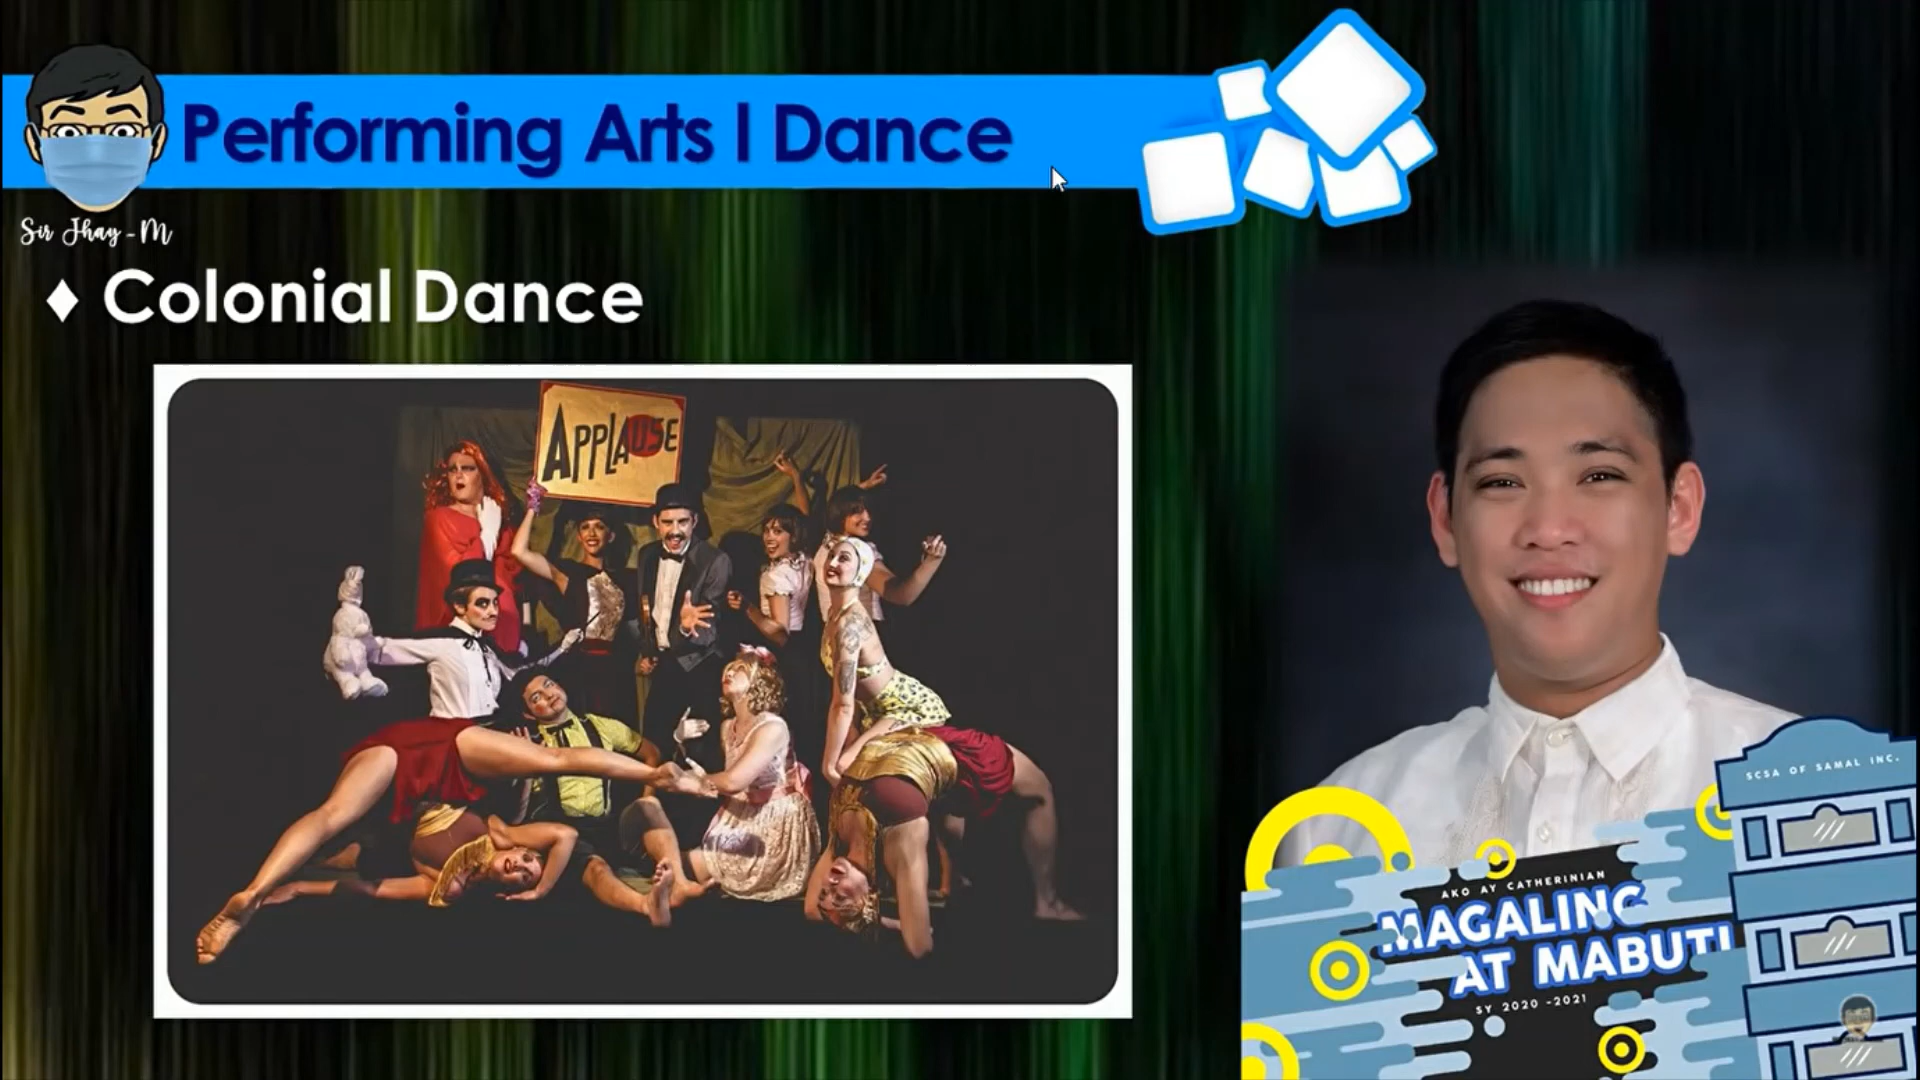 Performing Arts | Dance
Sir Jhay-M
♦ Colonial Dance
APPLAUSE
SCSA OF SAMAL INC.
AKO AY CATHERINIAN
MAGALING
AT MABUTI
SY 2020 -2021